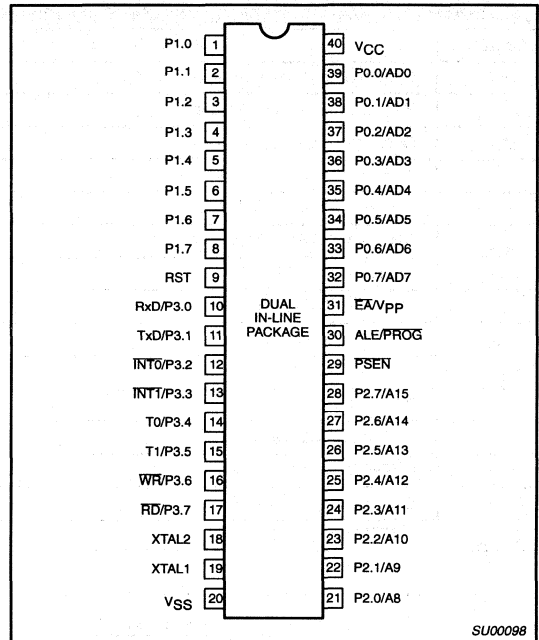 P1.0 1 40 VCC
P1.1 2 39 P0.0/AD0
P1.2 3 38 P0.1/AD1
P1.3 4 37 P0.2/AD2
P1.4 5 36 P0.3/AD3
P1.5 6 35 P0.4/AD4
P1.6 7 34 P0.5/AD5
P1.7 8 33 P0.6/AD6
RST 9 32 P0.7/AD7
RxD/P3.0 10 DUAL 31 E̅A̅/VPP
IN-LINE
TxD/P3.1 11 PACKAGE 30 ALE/P̅R̅O̅G̅
I̅N̅T̅0̅/P3.2 12 29 P̅S̅E̅N̅
I̅N̅T̅1̅/P3.3 13 28 P2.7/A15
T0/P3.4 14 27 P2.6/A14
T1/P3.5 15 26 P2.5/A13
W̅R̅/P3.6 16 25 P2.4/A12
R̅D̅/P3.7 17 24 P2.3/A11
XTAL2 18 23 P2.2/A10
XTAL1 19 22 P2.1/A9
VSS 20 21 P2.0/A8
SU00098